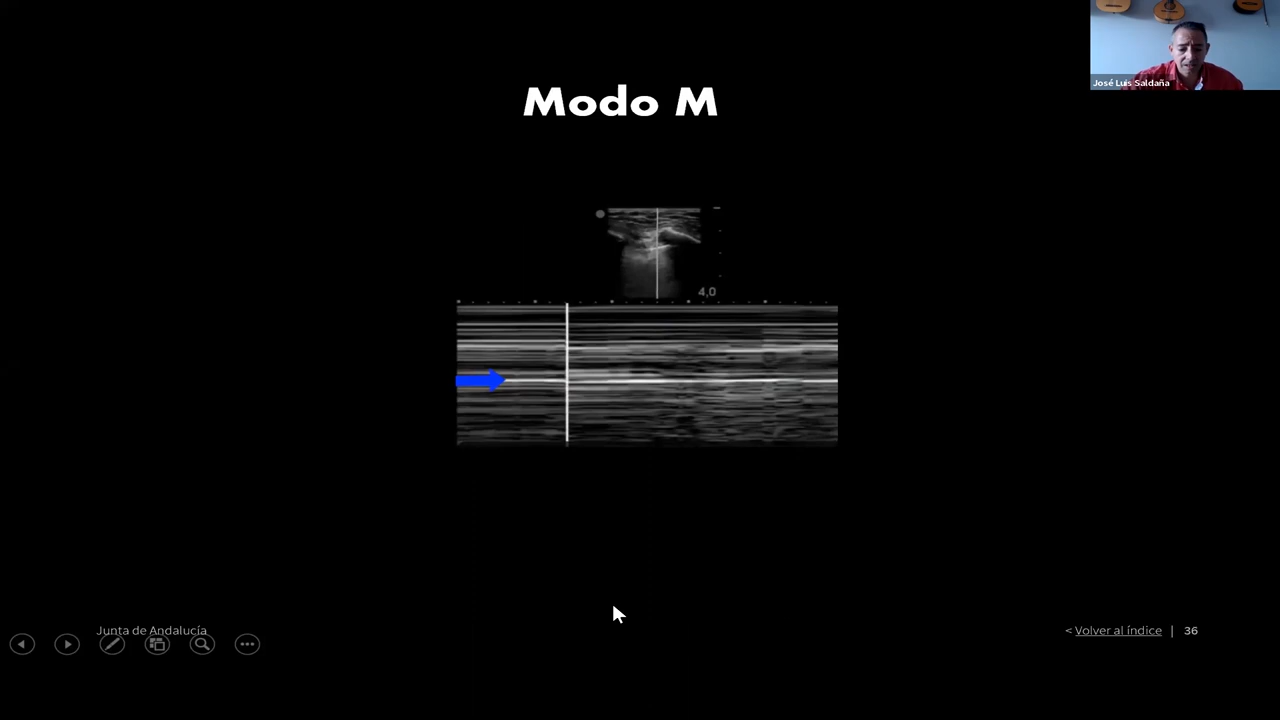 José Luis Saldaña
Modo M
4,0
Junta de Andalucía
< Volver al índice | 36